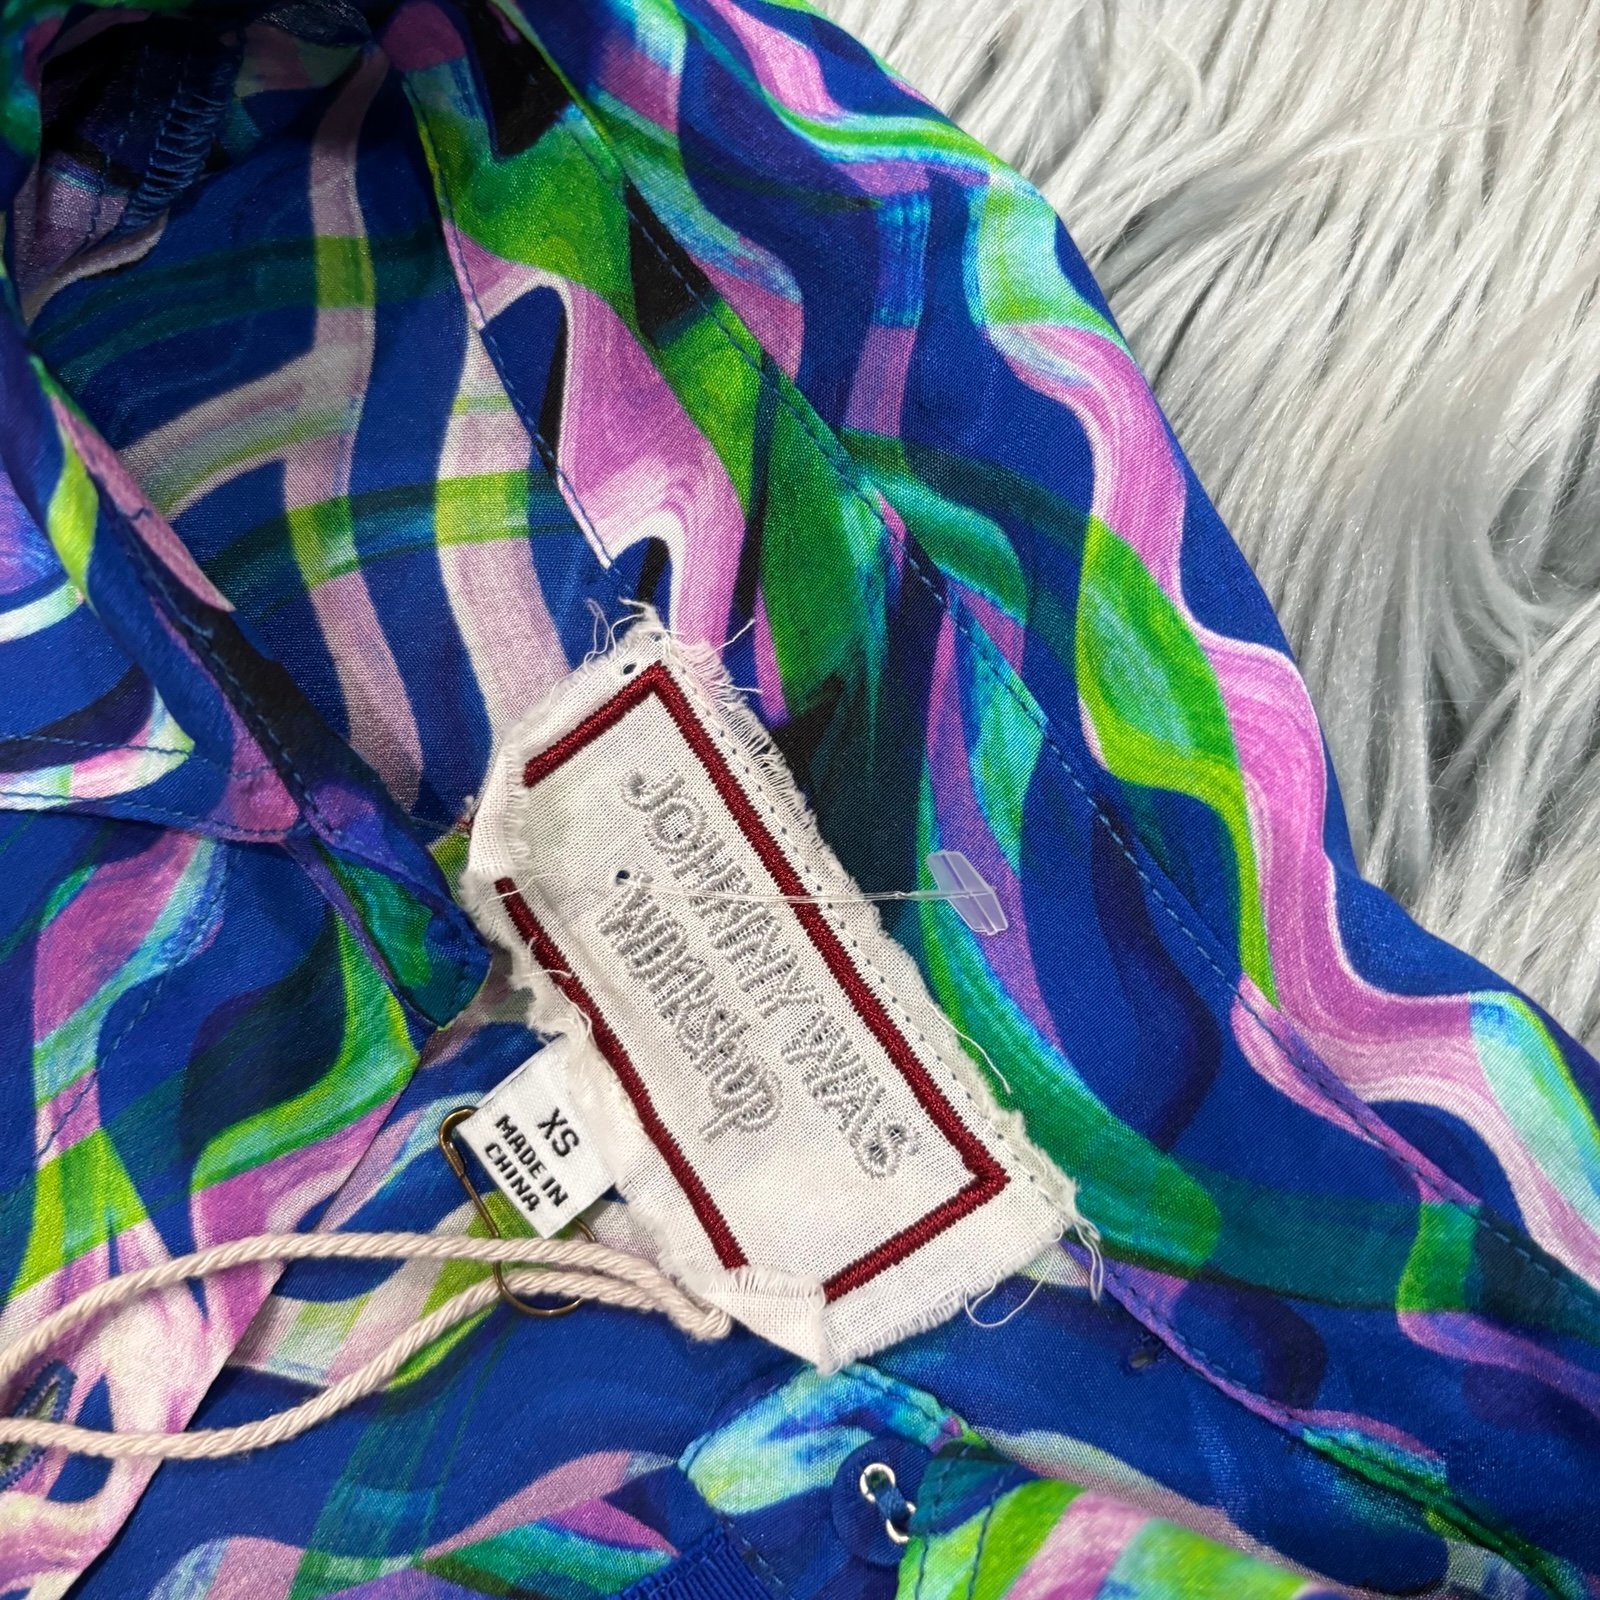 JOHNNY WAS
WORKSHOP
XS
MADE IN
CHINA